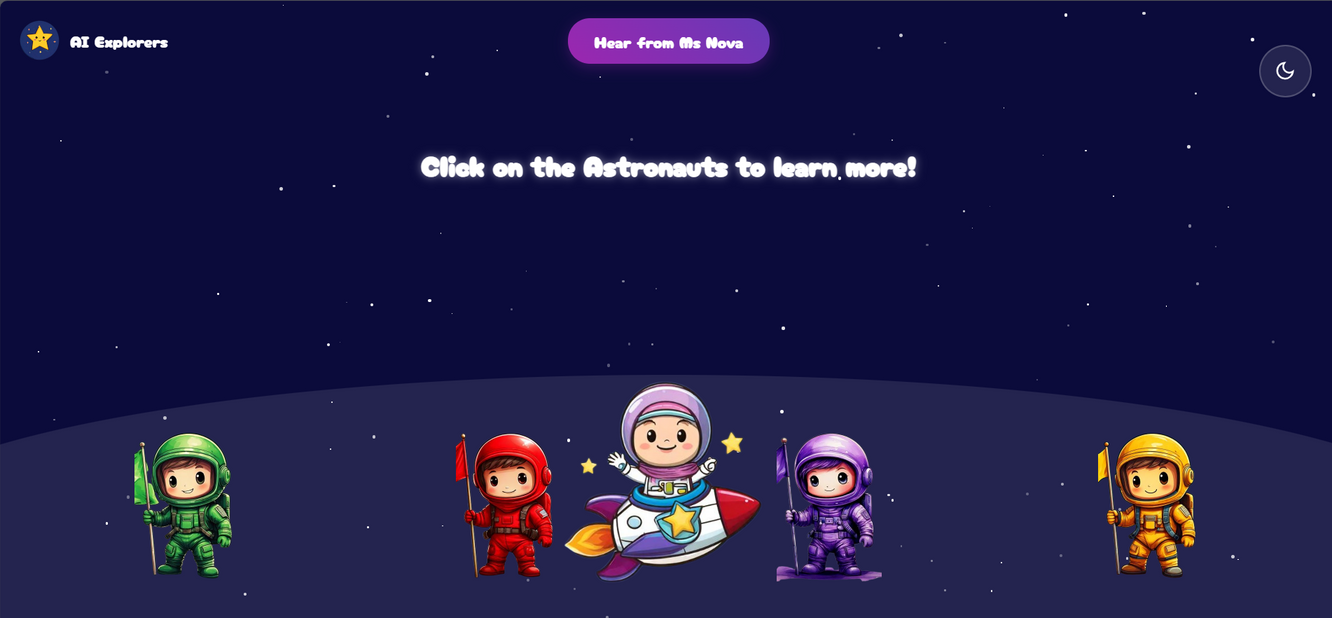 AI Explorers
Hear from Ms Nova
Click on the Astronauts to learn more!